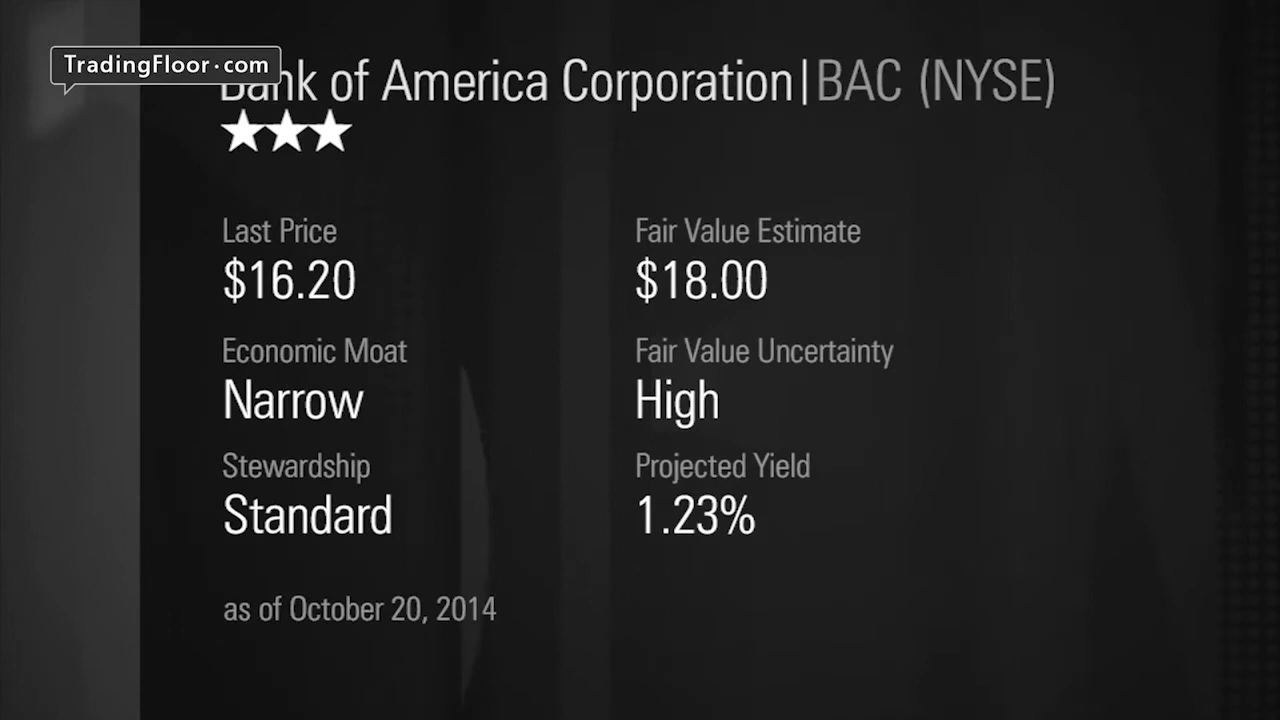 TradingFloor·com
Bank of America Corporation|BAC (NYSE)
★★★
Last Price
$16.20
Fair Value Estimate
$18.00
Economic Moat
Narrow
Fair Value Uncertainty
High
Stewardship
Standard
Projected Yield
1.23%
as of October 20, 2014